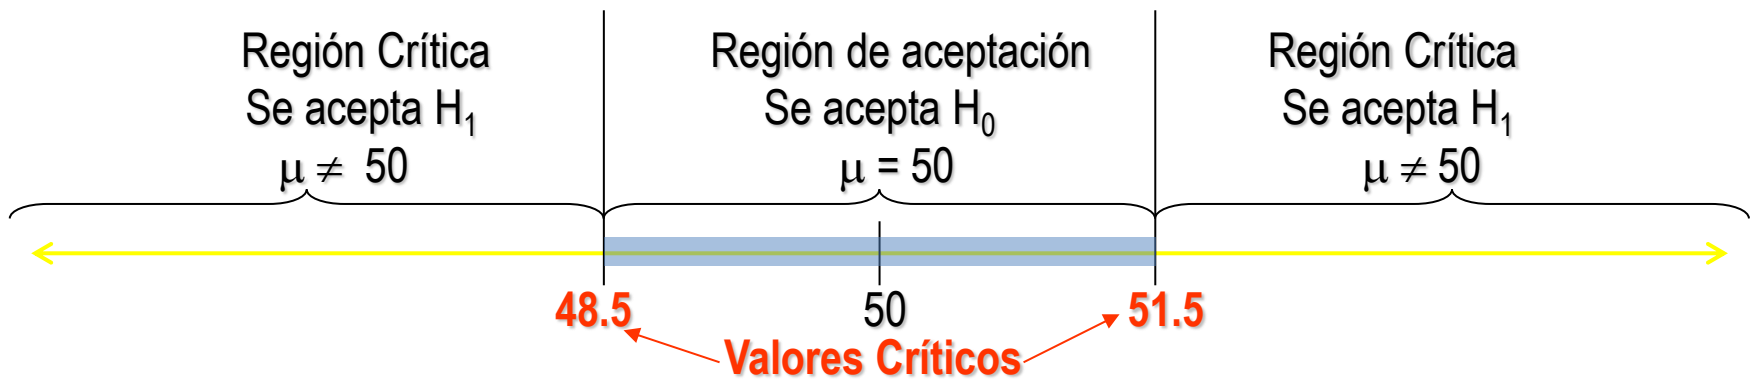 Región Crítica
Se acepta H₁
μ ≠ 50
Región de aceptación
Se acepta H₀
μ = 50
Región Crítica
Se acepta H₁
μ ≠ 50
48.5
50
51.5
Valores Críticos